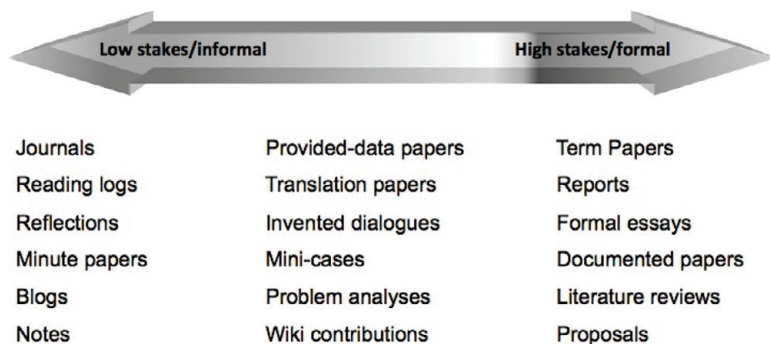 Low stakes/informal High stakes/formal
Journals Provided-data papers Term Papers
Reading logs Translation papers Reports
Reflections Invented dialogues Formal essays
Minute papers Mini-cases Documented papers
Blogs Problem analyses Literature reviews
Notes Wiki contributions Proposals